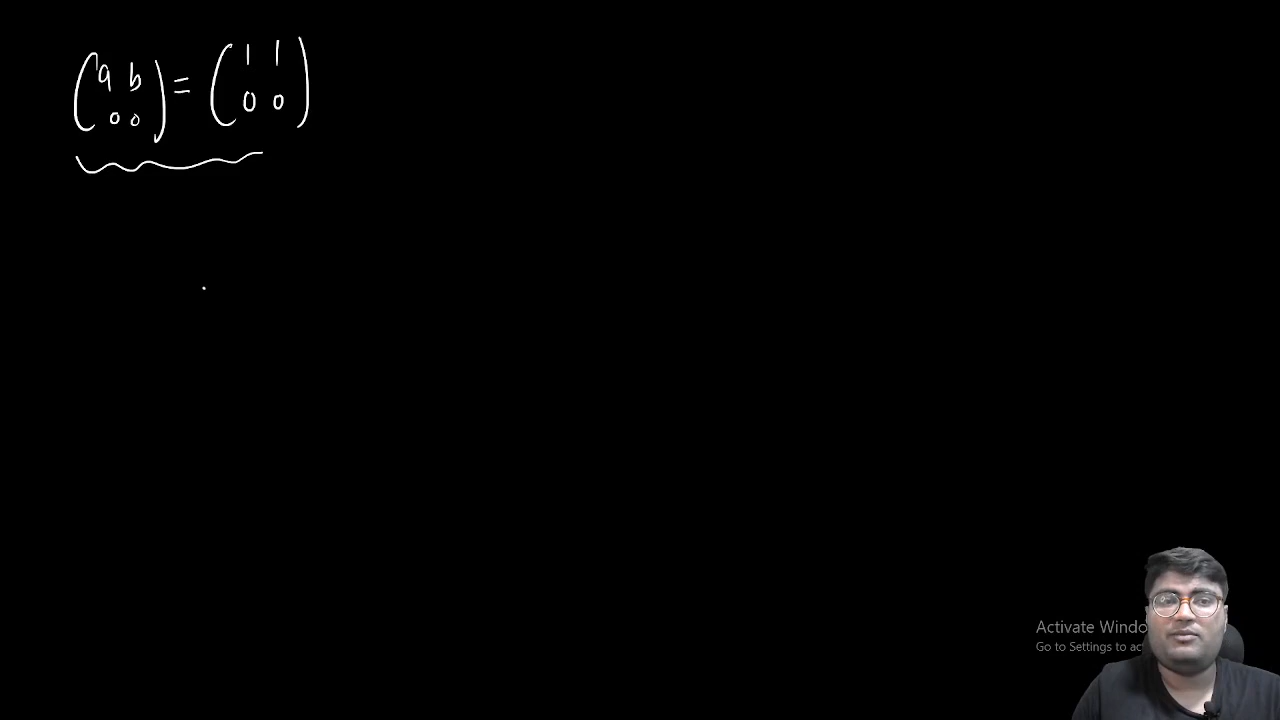 (a b) = (1 1)
(0 0) (0 0)
Activate Windo
Go to Settings to ac